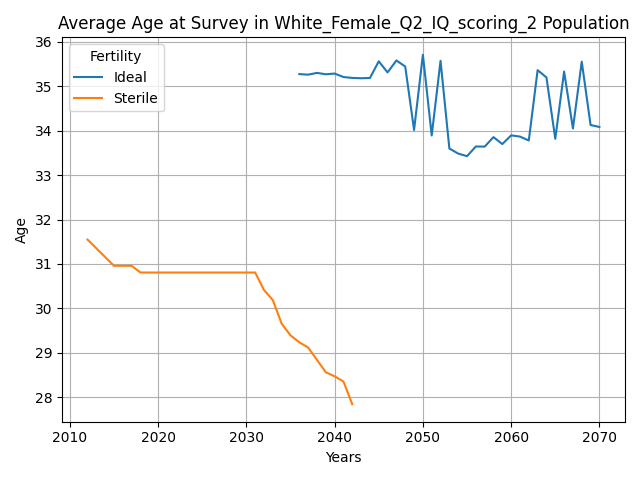 Average Age at Survey in White_Female_Q2_IQ_scoring_2 Population
Fertility
Ideal
Sterile
Age
36
35
34
33
32
31
30
29
28
2010 2020 2030 2040 2050 2060 2070
Years